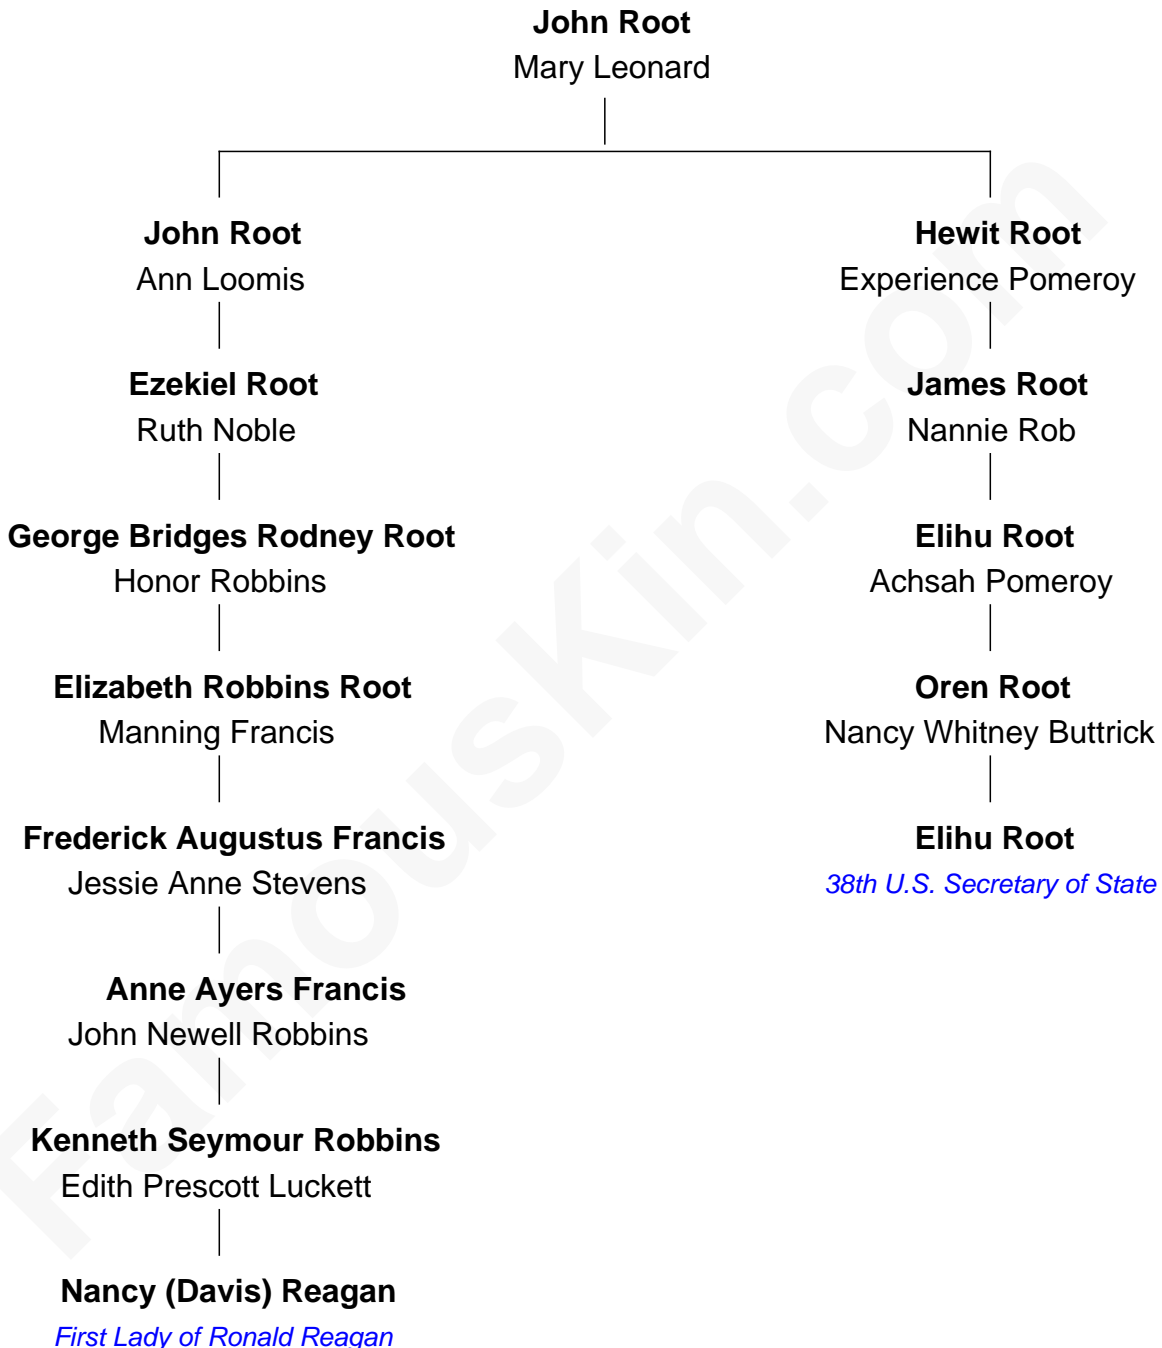 John Root
Mary Leonard
John Root
Ann Loomis
Hewit Root
Experience Pomeroy
Ezekiel Root
Ruth Noble
James Root
Nannie Rob
George Bridges Rodney Root
Honor Robbins
Elihu Root
Achsah Pomeroy
Elizabeth Robbins Root
Manning Francis
Oren Root
Nancy Whitney Buttrick
Frederick Augustus Francis
Jessie Anne Stevens
Elihu Root
38th U.S. Secretary of State
Anne Ayers Francis
John Newell Robbins
Kenneth Seymour Robbins
Edith Prescott Luckett
Nancy (Davis) Reagan
First Lady of Ronald Reagan
FamousKin.com